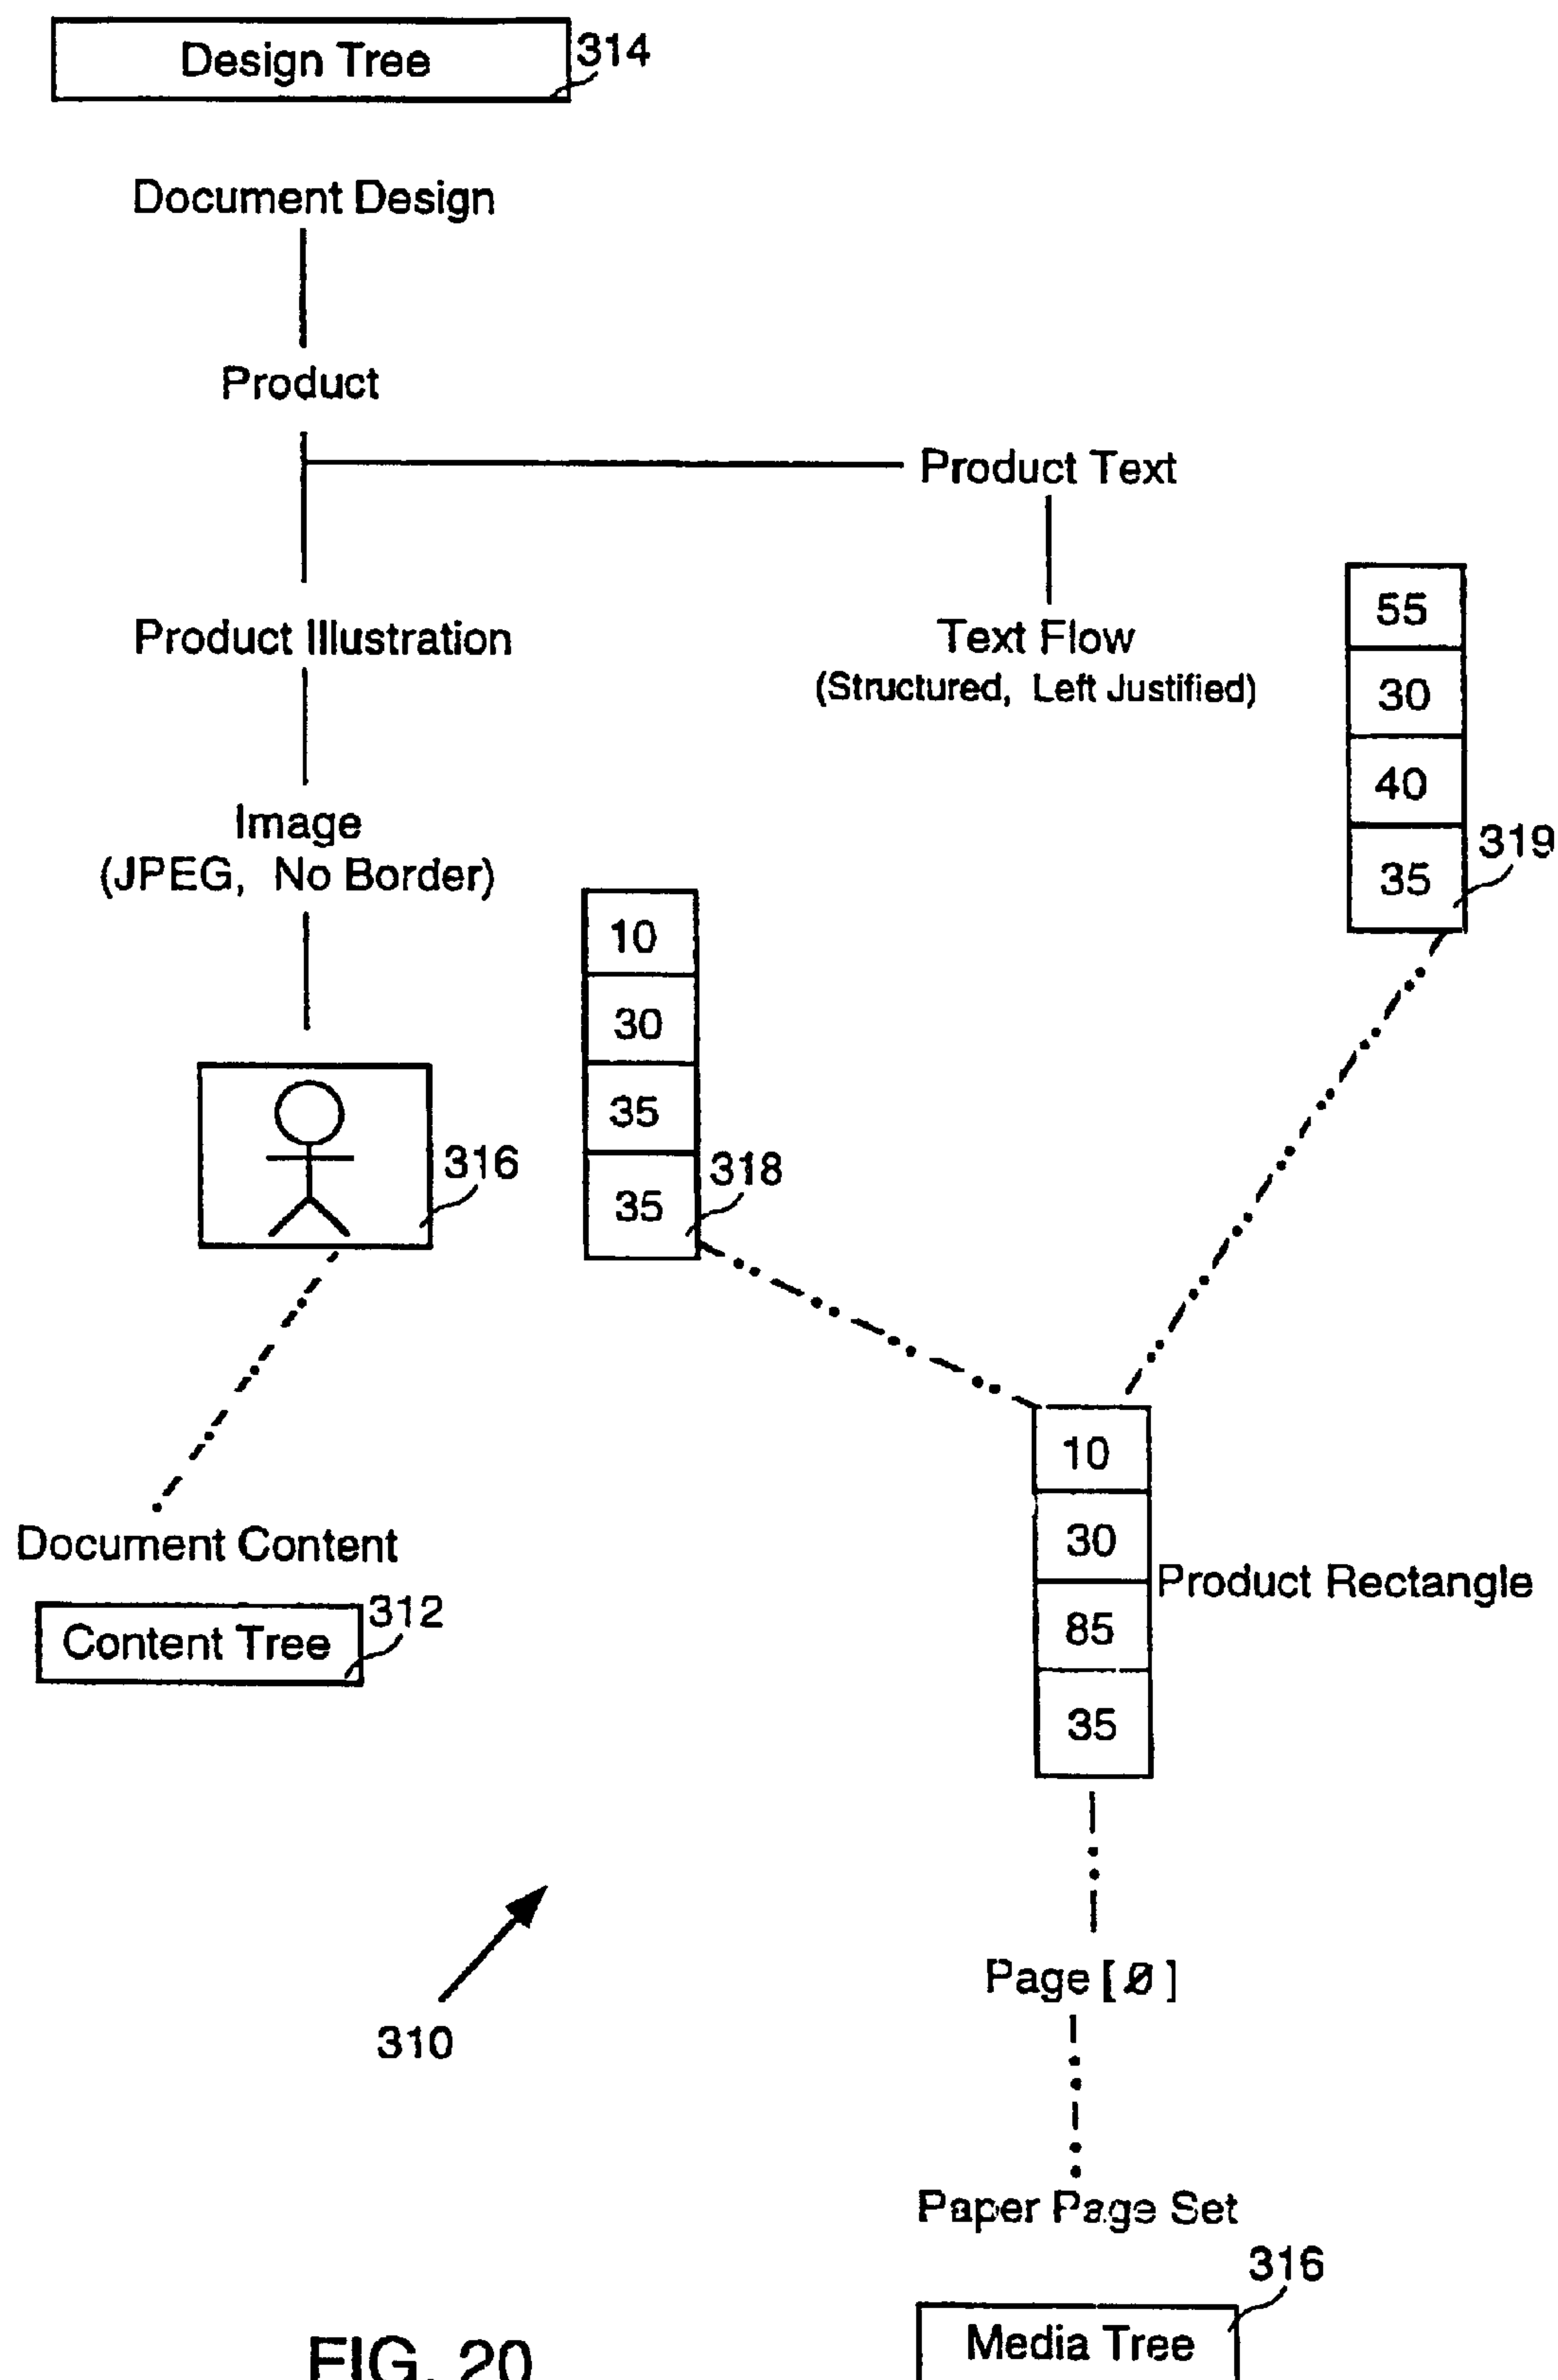 Design Tree
314
Document Design
Product
Product Text
Product Illustration
Text Flow
(Structured, Left Justified)
55
30
40
35
319
Image
(JPEG, No Border)
10
30
35
35
318
316
Document Content
Content Tree
312
10
30
85
35
Product Rectangle
310
Page [0]
Paper Page Set
316
Media Tree
FIG. 20